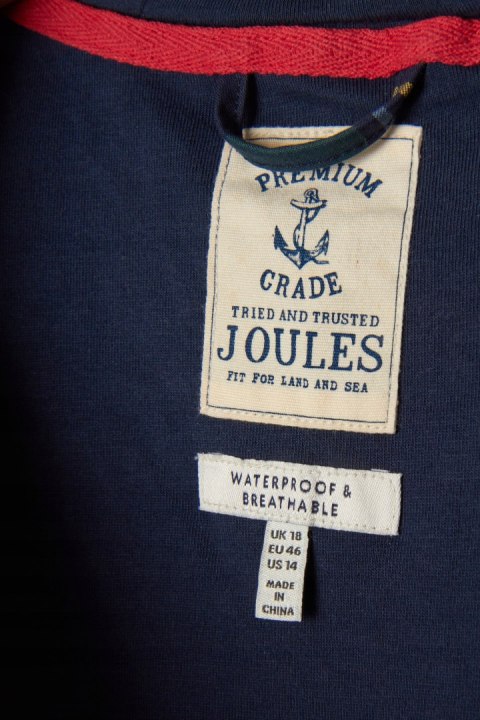 PREMIUM
GRADE
TRIED AND TRUSTED
JOULES
FIT FOR LAND AND SEA
WATERPROOF &
BREATHABLE
UK 18
EU 46
US 14
MADE
IN
CHINA